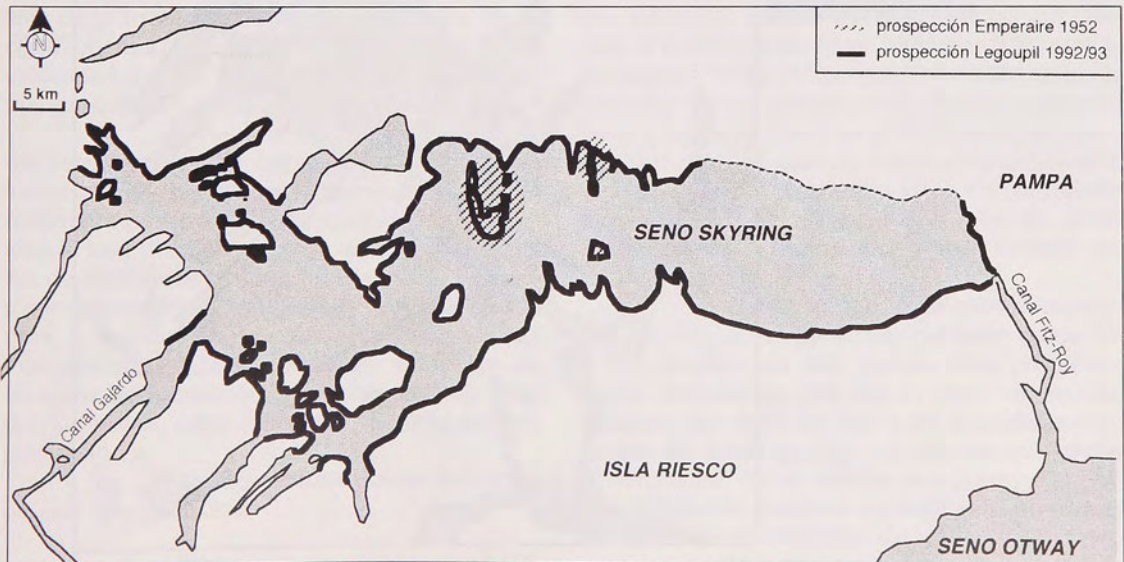 prospección Emperaire 1952
prospección Legoupil 1992/93
N
5 km
PAMPA
SENO SKYRING
Canal Fitz-Roy
Canal Gajardo
ISLA RIESCO
SENO OTWAY